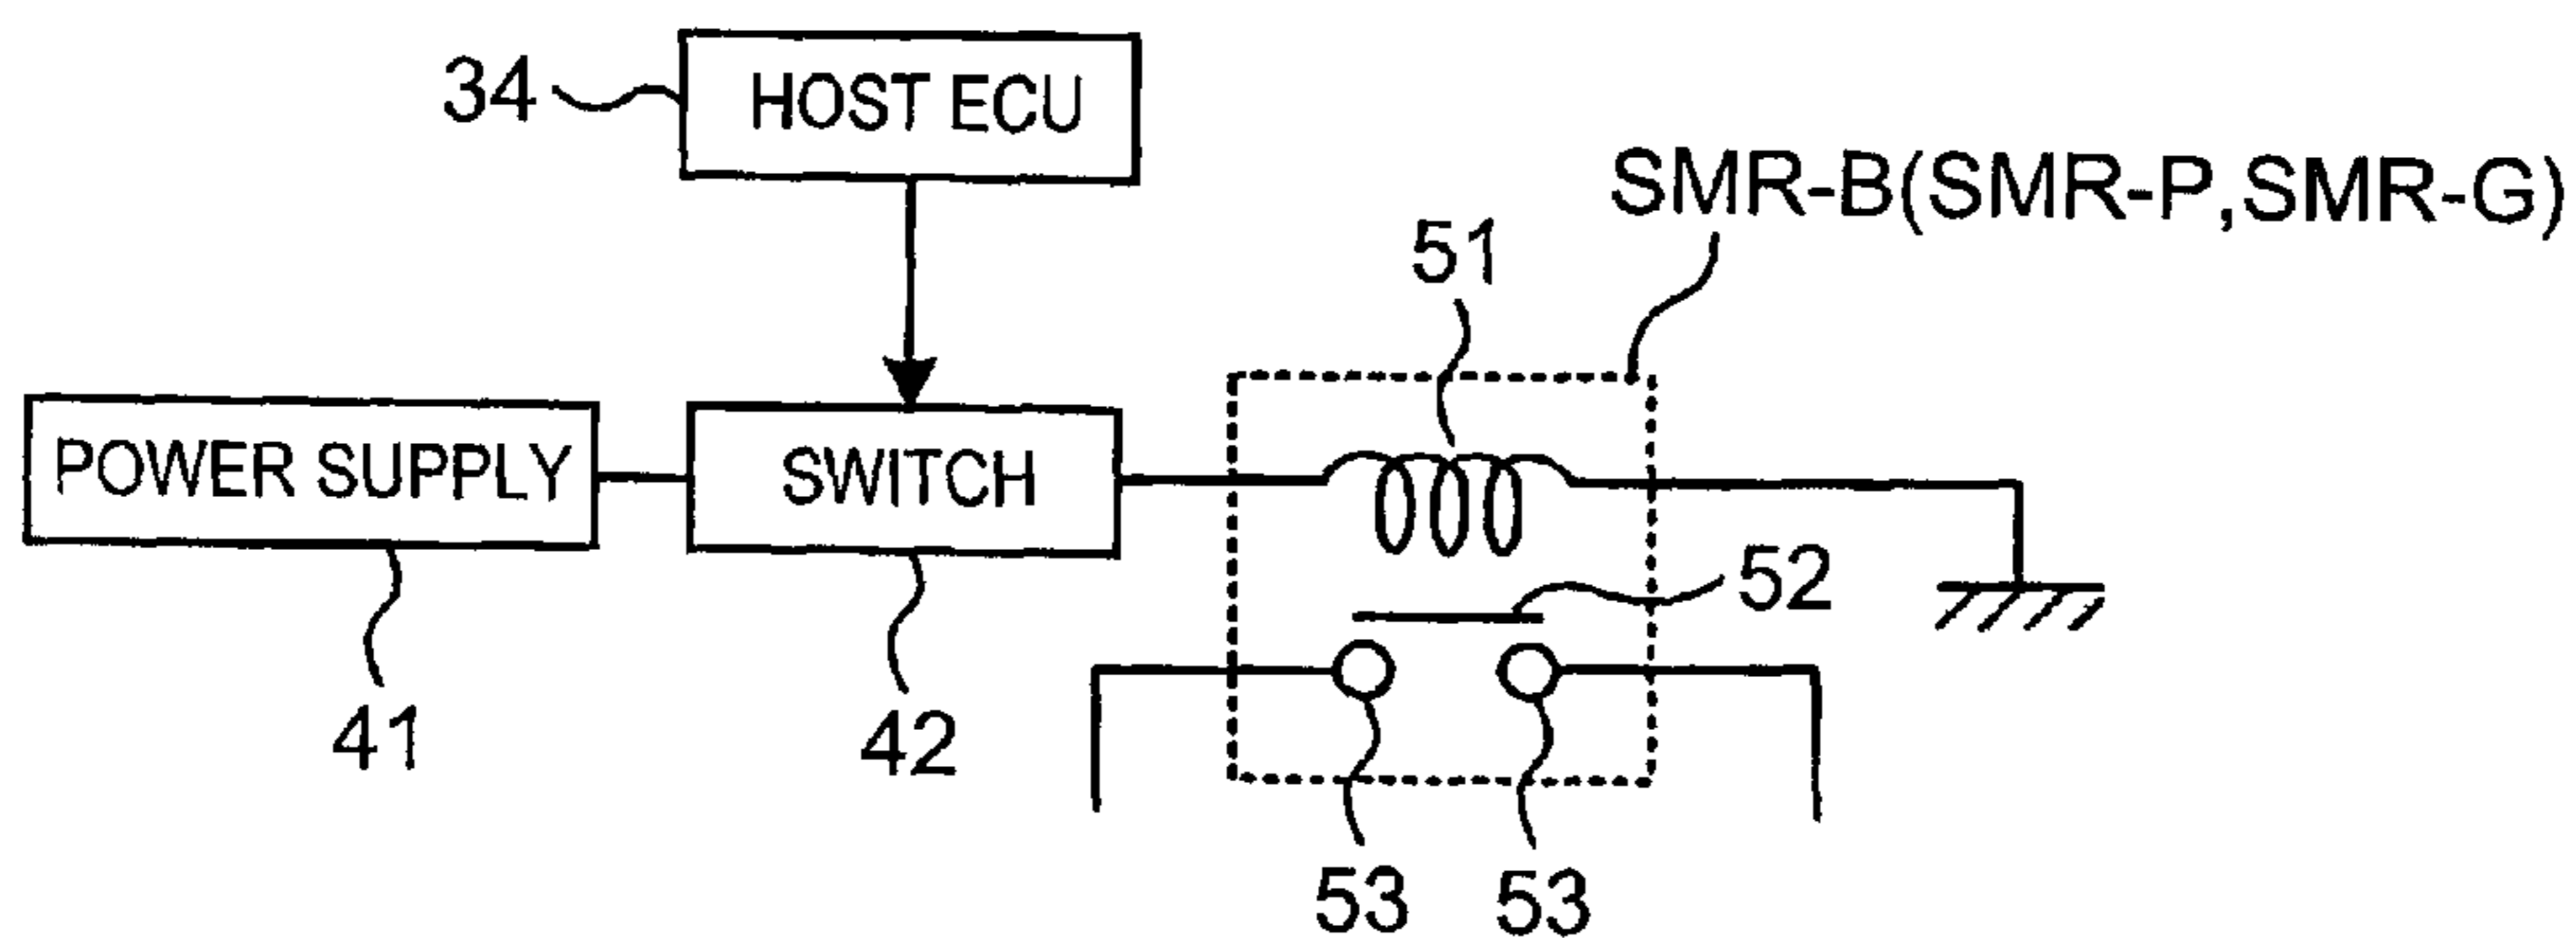 34
HOST ECU
SMR-B(SMR-P,SMR-G)
51
POWER SUPPLY
SWITCH
52
41
42
53
53